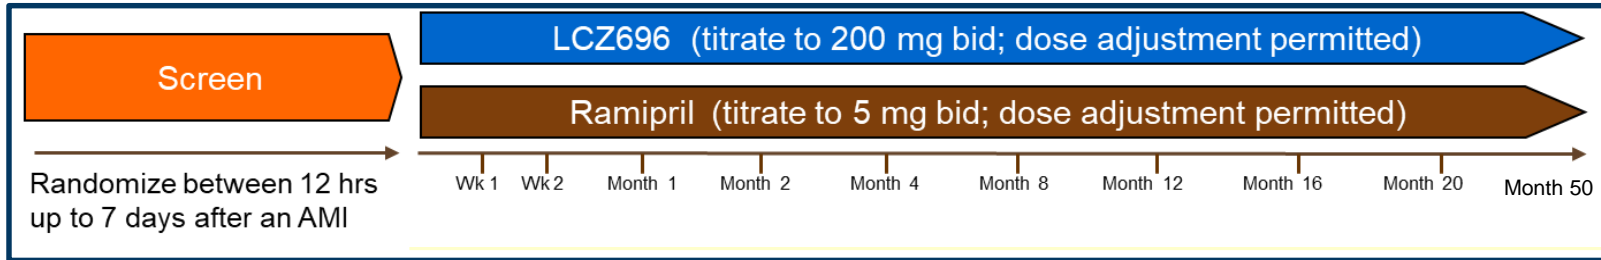 LCZ696 (titrate to 200 mg bid; dose adjustment permitted)
Screen
Ramipril (titrate to 5 mg bid; dose adjustment permitted)
Randomize between 12 hrs
up to 7 days after an AMI
Wk 1 Wk 2 Month 1 Month 2 Month 4 Month 8 Month 12 Month 16 Month 20 Month 50